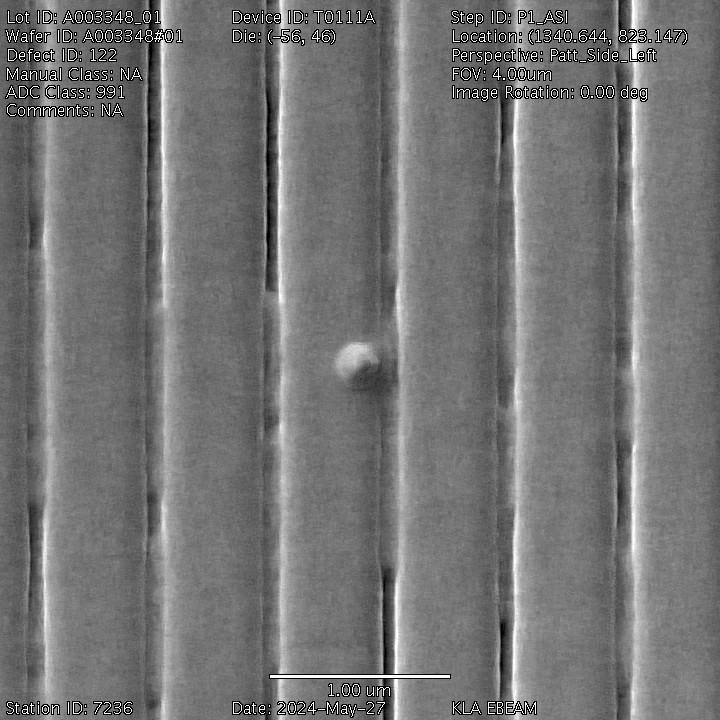 Lot ID: A003348_01
Wafer ID: A003348#01
Defect ID: 122
Manual Class: NA
ADC Class: 991
Comments: NA
Device ID: T0111A
Die: (-56, 46)
Step ID: P1_ASI
Location: (1340.644, 823.147)
Perspective: Patt_Side_Left
FOV: 4.00um
Image Rotation: 0.00 deg
1.00 um
Station ID: 7236
Date: 2024-May-27
KLA EBEAM